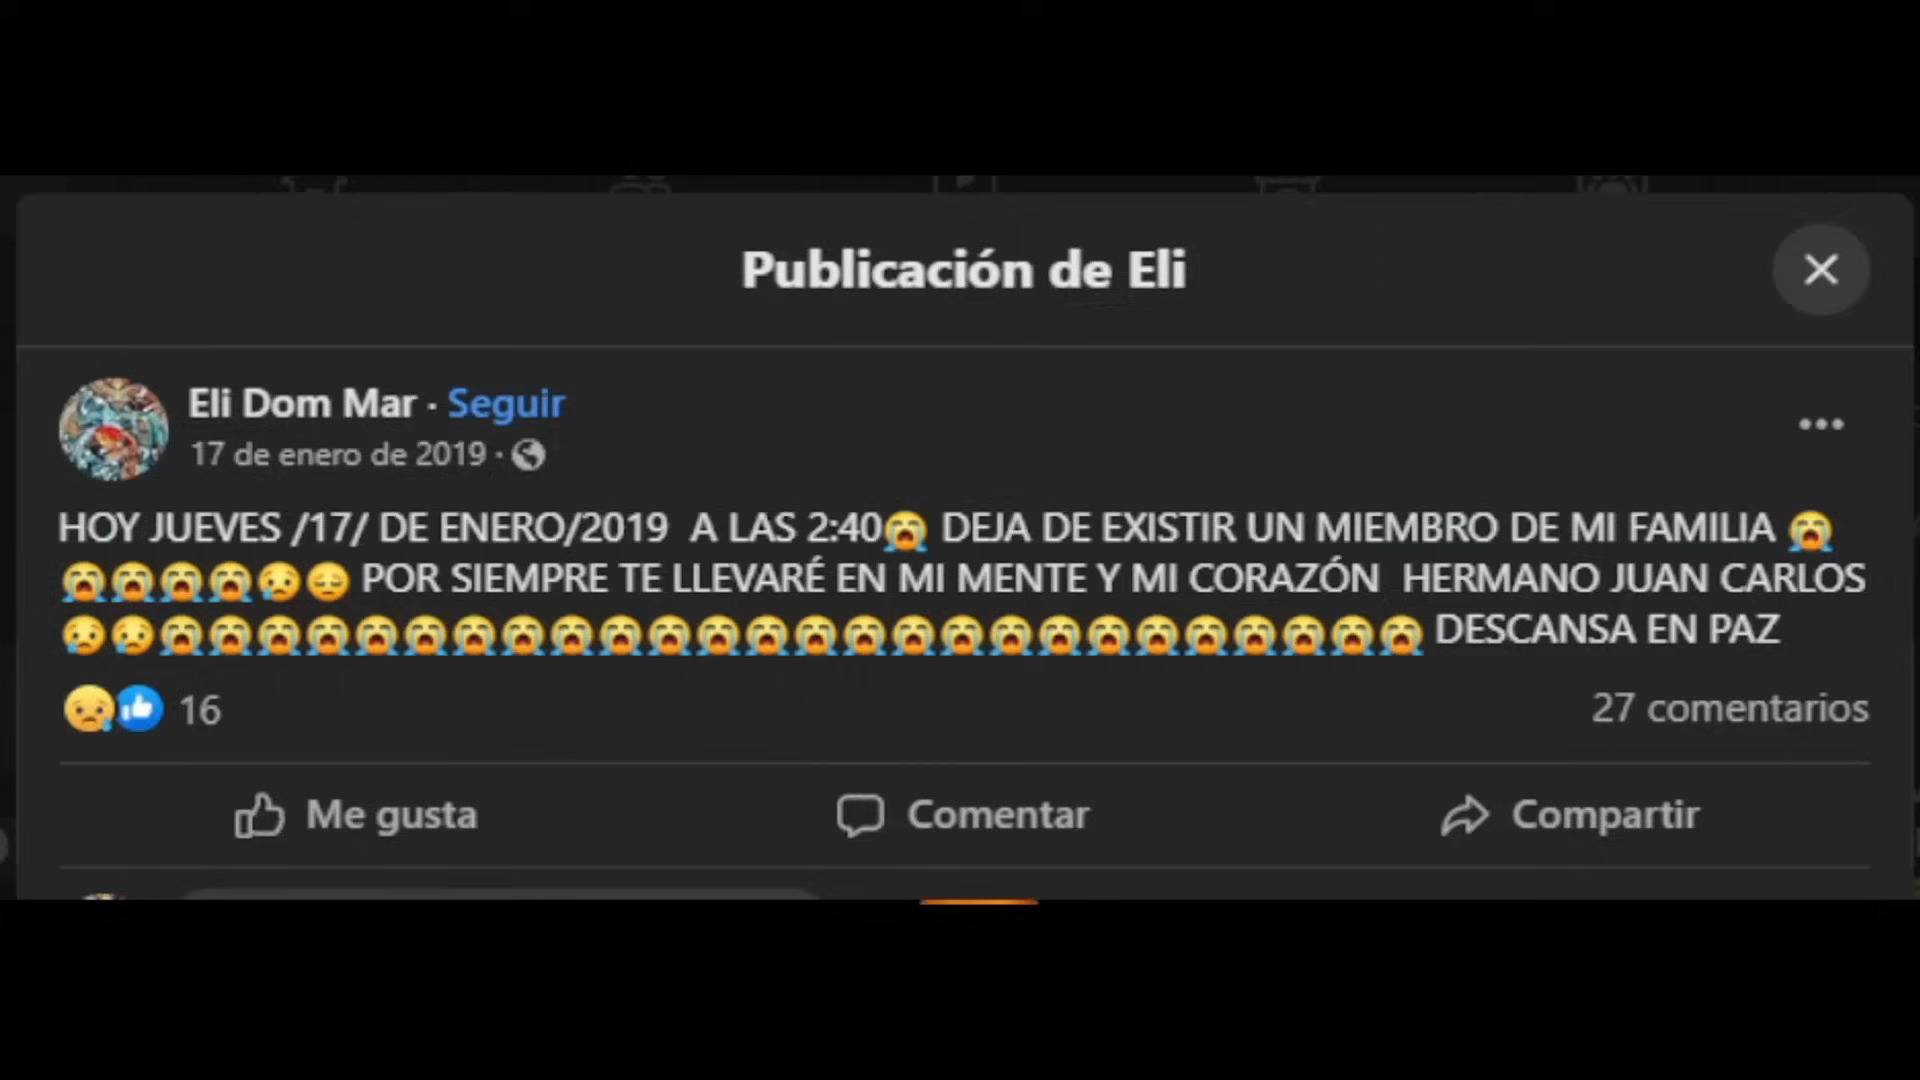 Publicación de Eli
Eli Dom Mar · Seguir
17 de enero de 2019 ·
HOY JUEVES /17/ DE ENERO/2019 A LAS 2:40😭 DEJA DE EXISTIR UN MIEMBRO DE MI FAMILIA 😭
😭😭😭😭😢😔 POR SIEMPRE TE LLEVARÉ EN MI MENTE Y MI CORAZÓN HERMANO JUAN CARLOS
😢😢😭😭😭😭😭😭😭😭😭😭😭😭😭😭😭😭😭😭😭😭😭😭😭😭😭😭 DESCANSA EN PAZ
16
27 comentarios
Me gusta
Comentar
Compartir